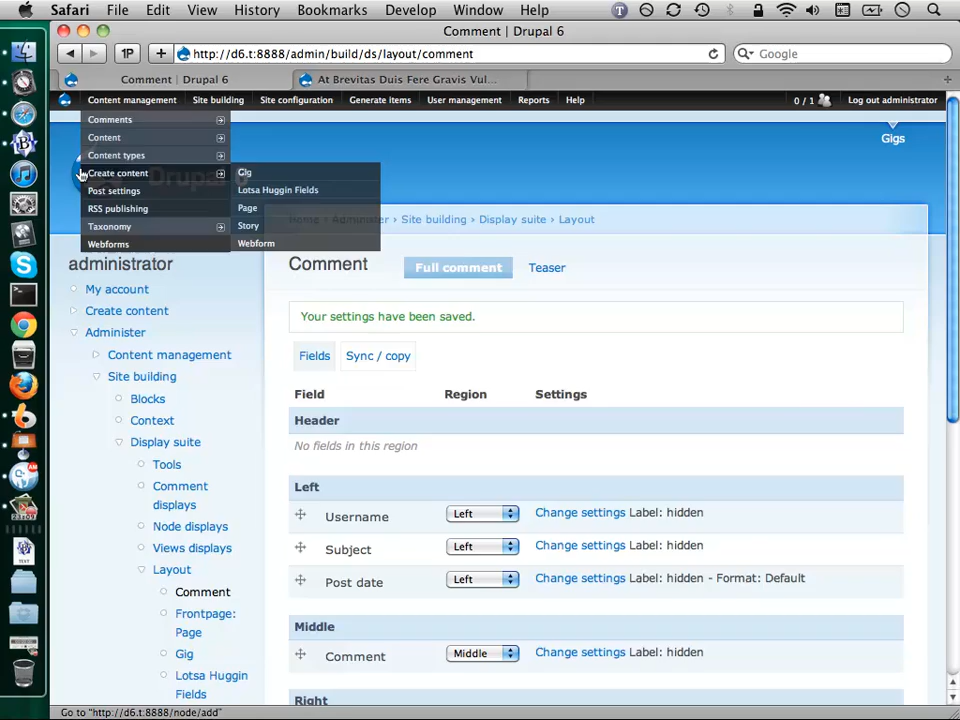 Safari File Edit View History Bookmarks Develop Window Help
Comment | Drupal 6
1P + http://d6.t:8888/admin/build/ds/layout/comment Google
Comment | Drupal 6 At Brevitas Duis Fere Gravis Vul...
Content management Site building Site configuration Generate items User management Reports Help 0 / 1 Log out administrator
Comments
Content
Content types
Create content
Post settings
RSS publishing
Taxonomy
Webforms
Gig
Lotsa Huggin Fields
Page
Story
Webform
Drupal 6
Gigs
Home › Administer › Site building › Display suite › Layout
administrator
My account
Create content
Administer
Content management
Site building
Blocks
Context
Display suite
Tools
Comment
displays
Node displays
Views displays
Layout
Comment
Frontpage:
Page
Gig
Lotsa Huggin
Fields
Comment Full comment Teaser
Your settings have been saved.
Fields Sync / copy
Field Region Settings
Header
No fields in this region
Left
Username Left Change settings Label: hidden
Subject Left Change settings Label: hidden
Post date Left Change settings Label: hidden - Format: Default
Middle
Comment Middle Change settings Label: hidden
Right
Go to "http://d6.t:8888/node/add"